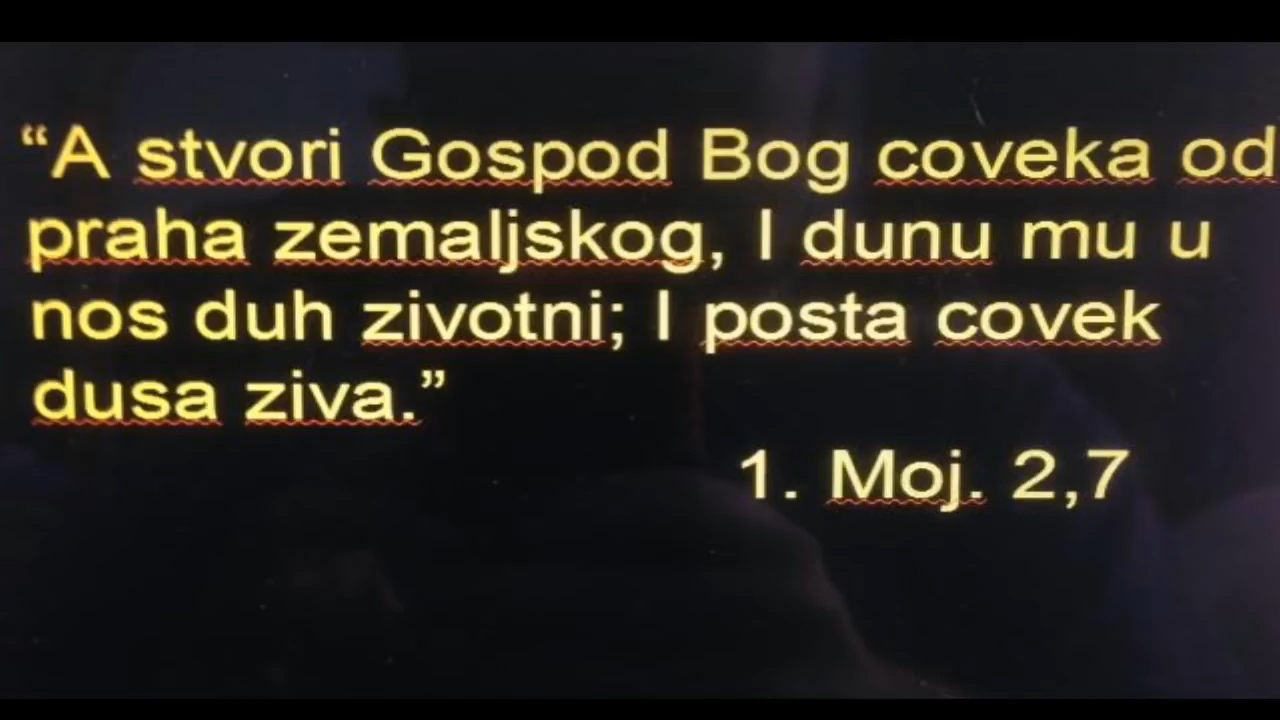 “A stvori Gospod Bog coveka od
praha zemaljskog, I dunu mu u
nos duh zivotni; I posta covek
dusa ziva.”
1. Moj. 2,7